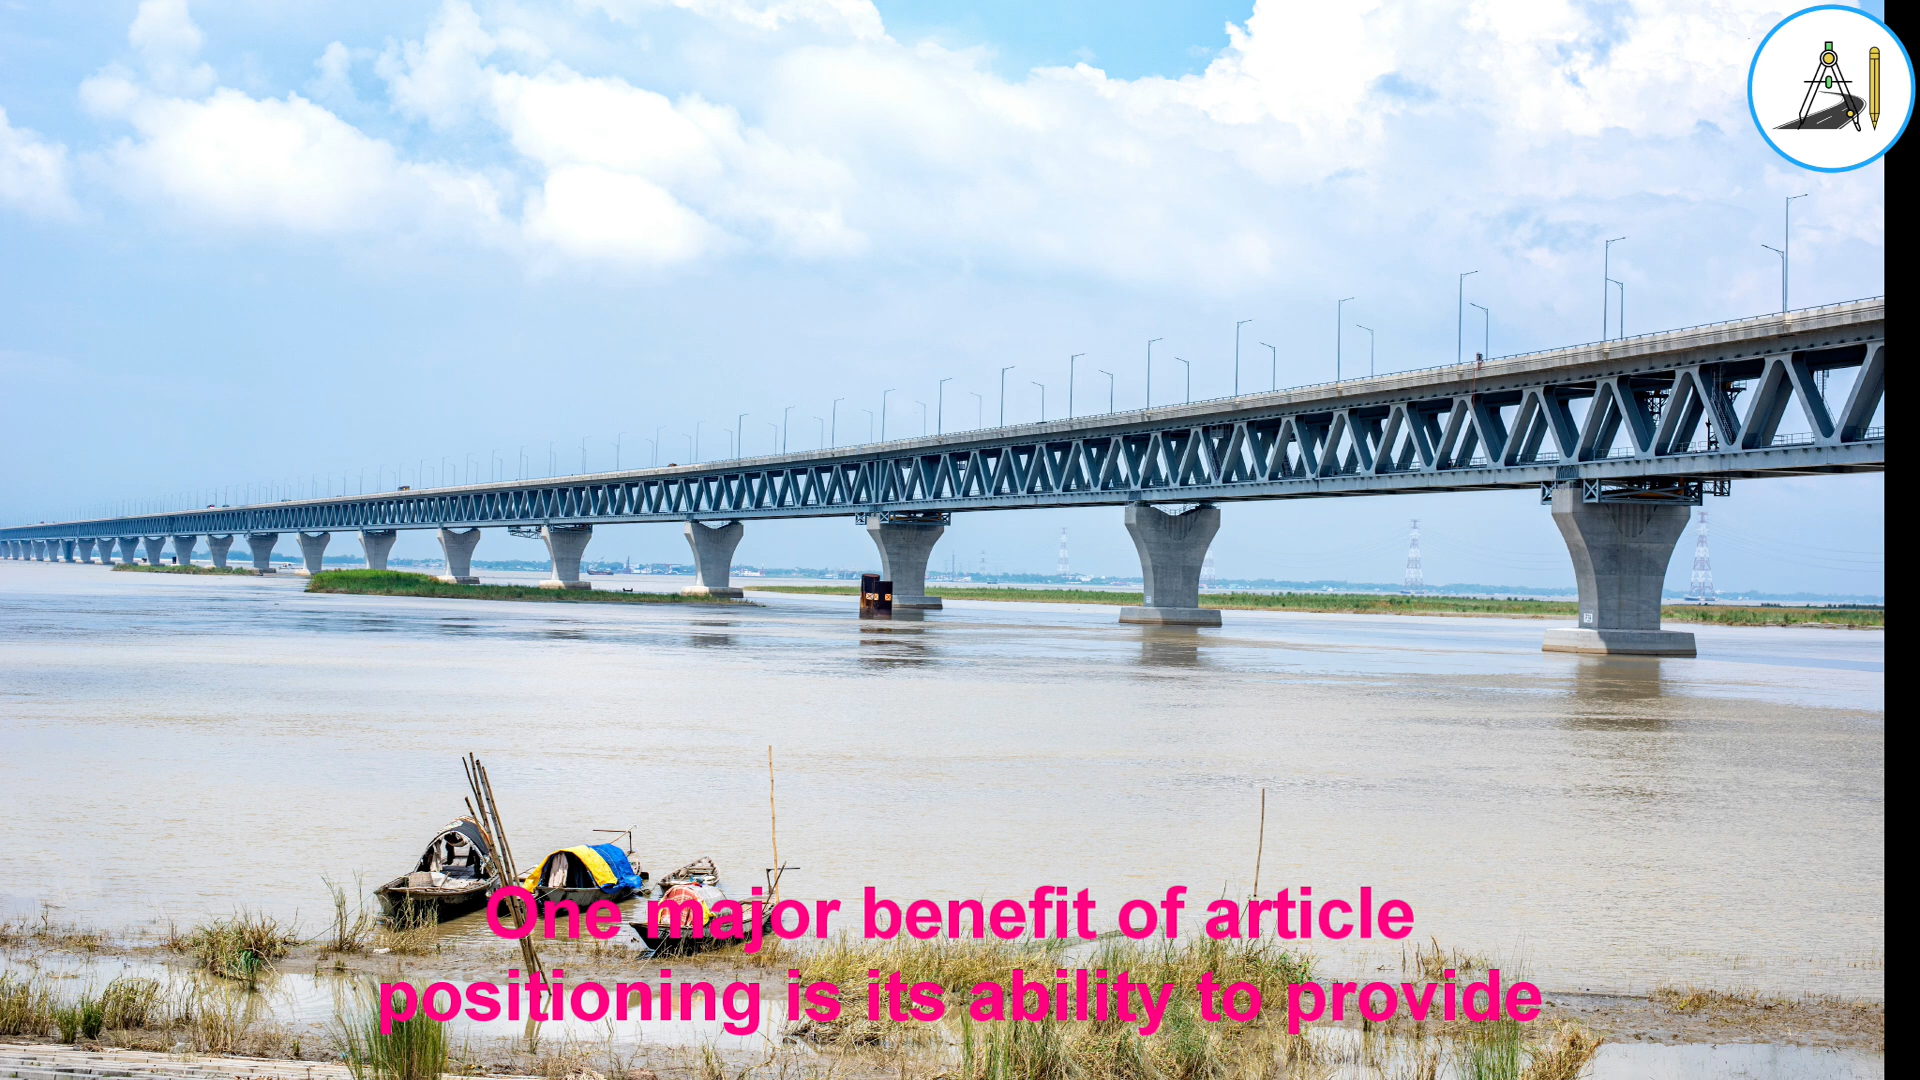 One major benefit of article
positioning is its ability to provide